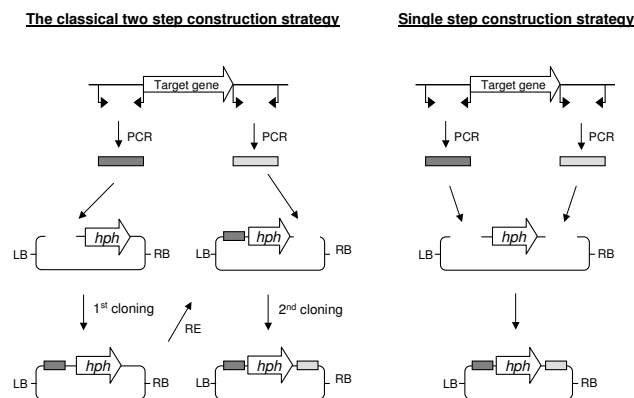 The classical two step construction strategy
Single step construction strategy
Target gene
Target gene
PCR
PCR
PCR
PCR
hph
LB
RB
hph
LB
RB
hph
LB
RB
1st cloning
RE
2nd cloning
hph
LB
RB
hph
LB
RB
hph
LB
RB